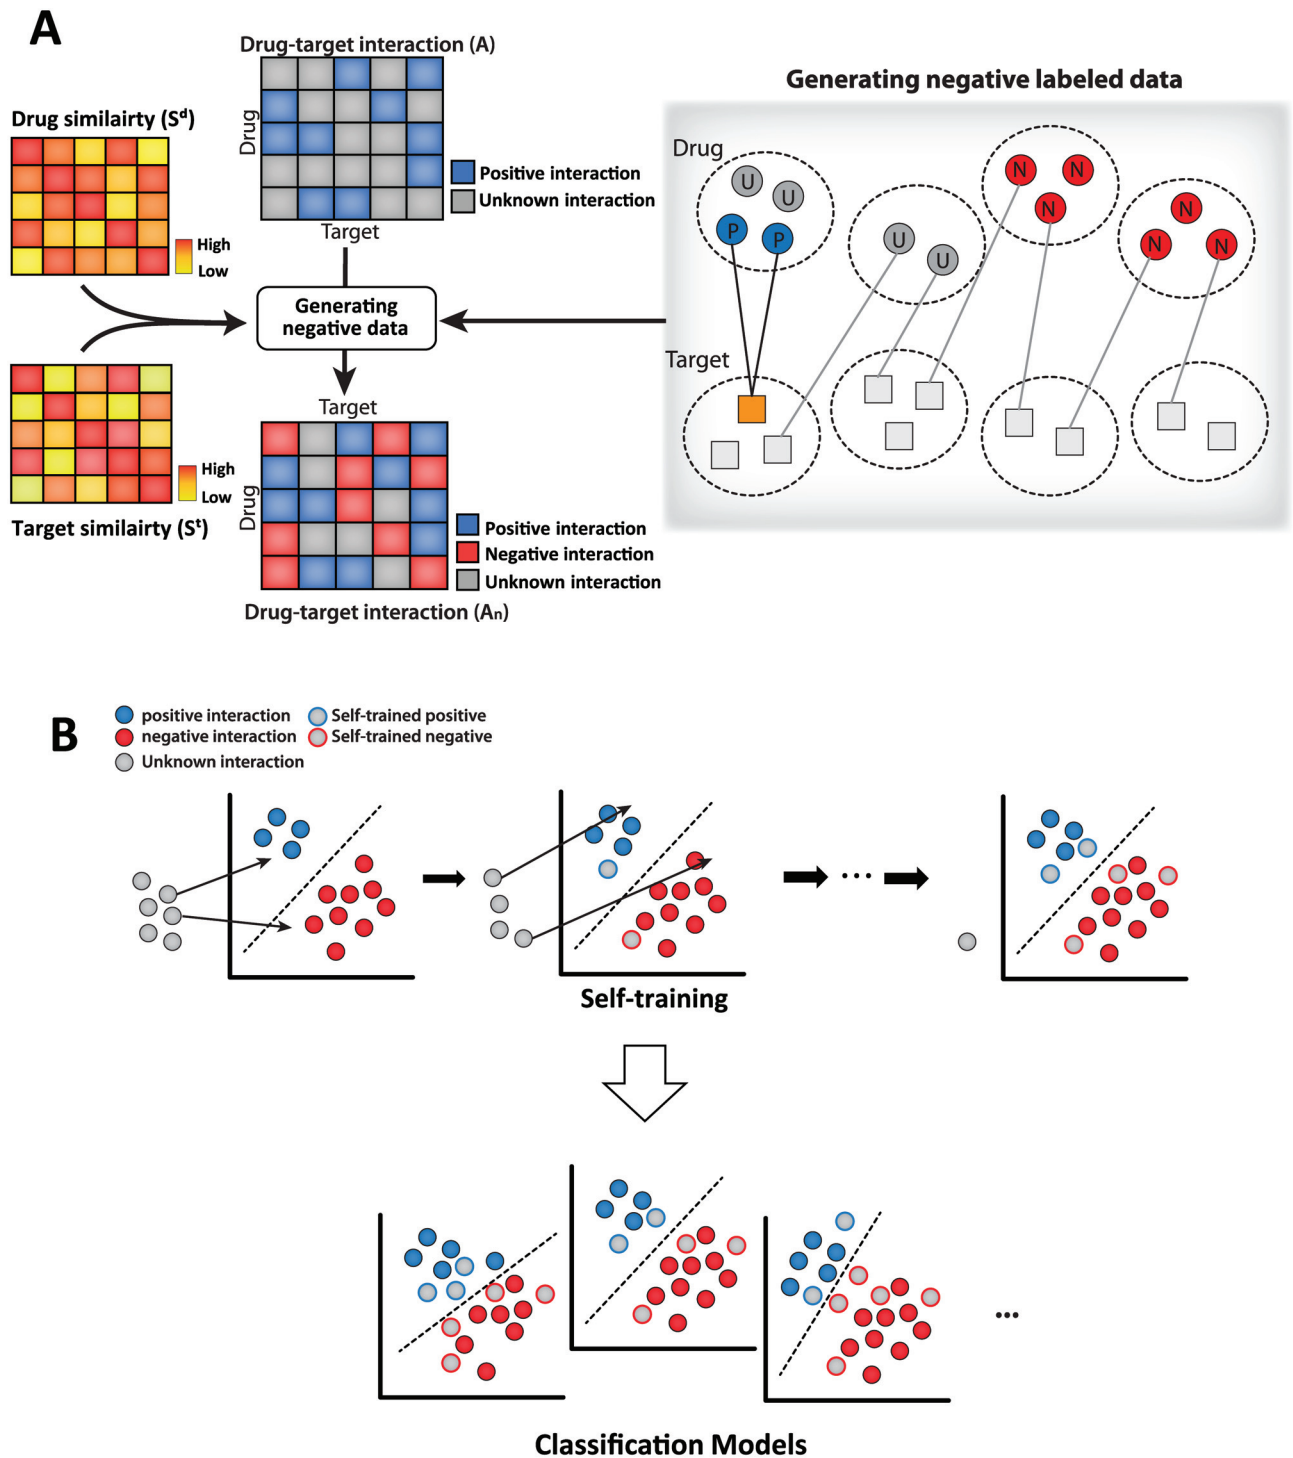 A
Drug-target interaction (A)
Drug
Target
Positive interaction
Unknown interaction
Drug similairty (Sᵈ)
High
Low
Generating
negative data
High
Low
Target similairty (Sᵗ)
Target
Drug
Positive interaction
Negative interaction
Unknown interaction
Drug-target interaction (Aₙ)
Generating negative labeled data
Drug
U
U
P
P
U
U
N
N
N
N
N
N
Target
B
positive interaction
negative interaction
Unknown interaction
Self-trained positive
Self-trained negative
...
Self-training
...
Classification Models